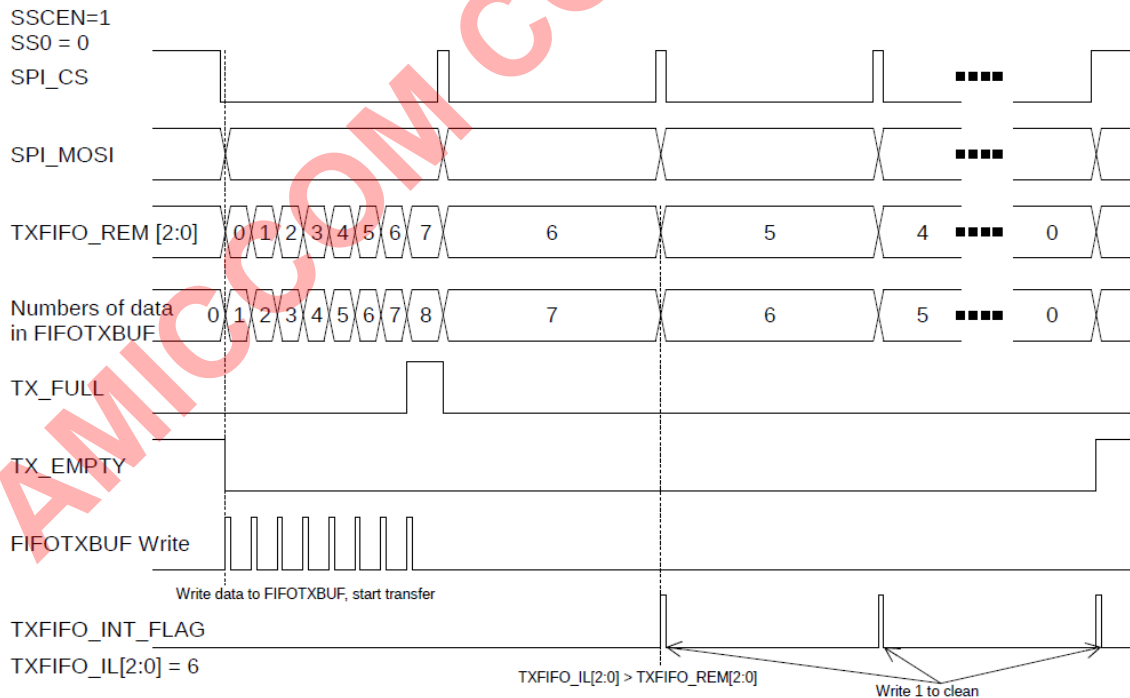 SSCEN=1
SS0 = 0
SPI_CS
SPI_MOSI
TXFIFO_REM [2:0] 0 1 2 3 4 5 6 7 6 5 4 0
Numbers of data
in FIFOTXBUF 0 1 2 3 4 5 6 7 8 7 6 5 0
TX_FULL
TX_EMPTY
FIFOTXBUF Write
Write data to FIFOTXBUF, start transfer
TXFIFO_INT_FLAG
TXFIFO_IL[2:0] = 6
TXFIFO_IL[2:0] > TXFIFO_REM[2:0]
Write 1 to clean
AMICCOM